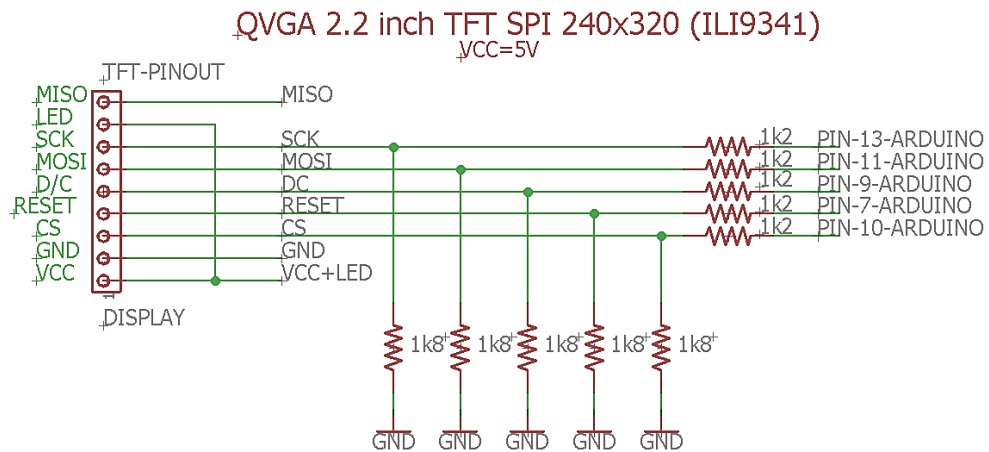 QVGA 2.2 inch TFT SPI 240x320 (ILI9341)
VCC=5V
TFT-PINOUT
MISO MISO
LED
SCK SCK 1k2 PIN-13-ARDUINO
MOSI MOSI 1k2 PIN-11-ARDUINO
D/C DC 1k2 PIN-9-ARDUINO
RESET RESET 1k2 PIN-7-ARDUINO
CS CS 1k2 PIN-10-ARDUINO
GND GND
VCC VCC+LED
1
DISPLAY
1k8 1k8 1k8 1k8 1k8
GND GND GND GND GND